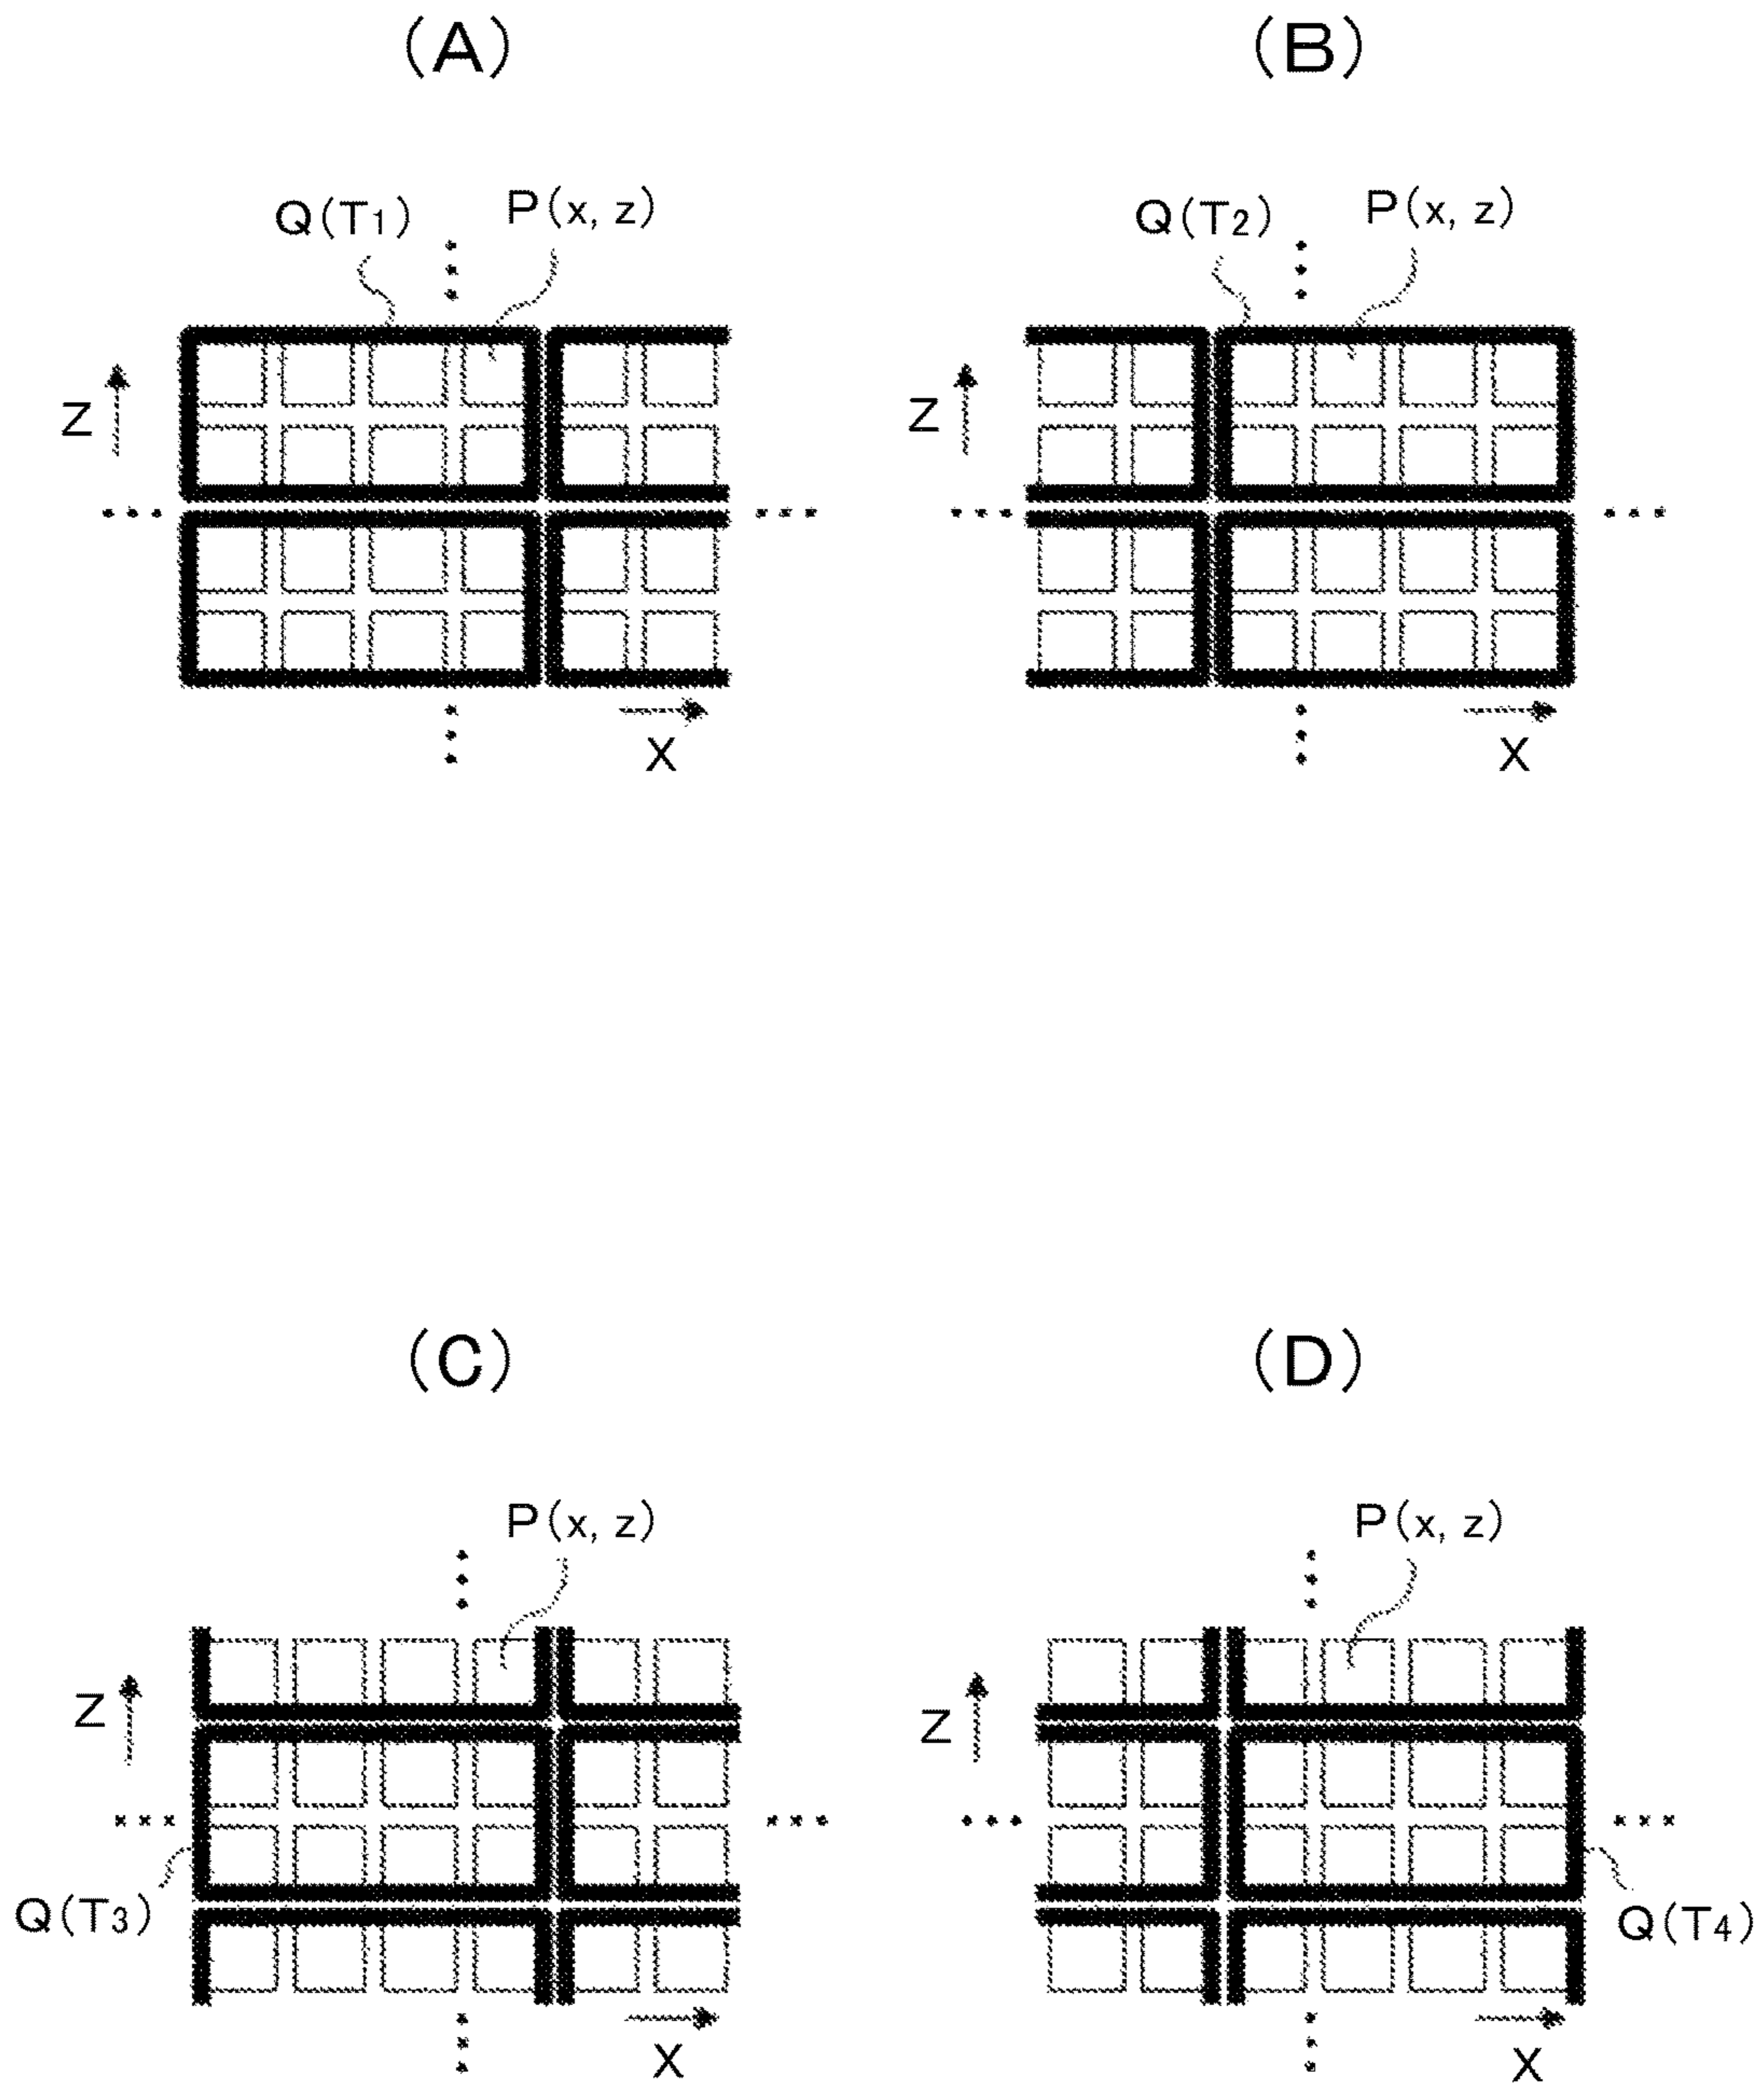 (A)
(B)
Q(T1) P(x, z)
Q(T2) P(x, z)
Z
Z
X
X
(C)
(D)
P(x, z)
P(x, z)
Z
Z
Q(T3)
Q(T4)
X
X